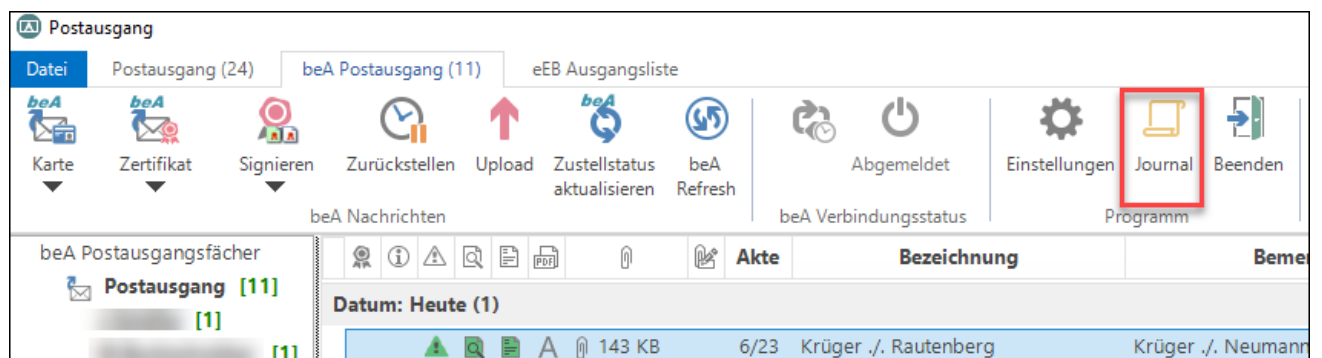 Postausgang
Datei Postausgang (24) beA Postausgang (11) eEB Ausgangsliste
beA beA beA
Karte Zertifikat Signieren Zurückstellen Upload Zustellstatus aktualisieren beA Refresh Abgemeldet Einstellungen Journal Beenden
beA Nachrichten beA Verbindungsstatus Programm
beA Postausgangsfächer PDF Akte Bezeichnung Bemer
Postausgang [11]
Datum: Heute (1)
[1]
[1] A 143 KB 6/23 Krüger ./. Rautenberg Krüger ./. Neumann